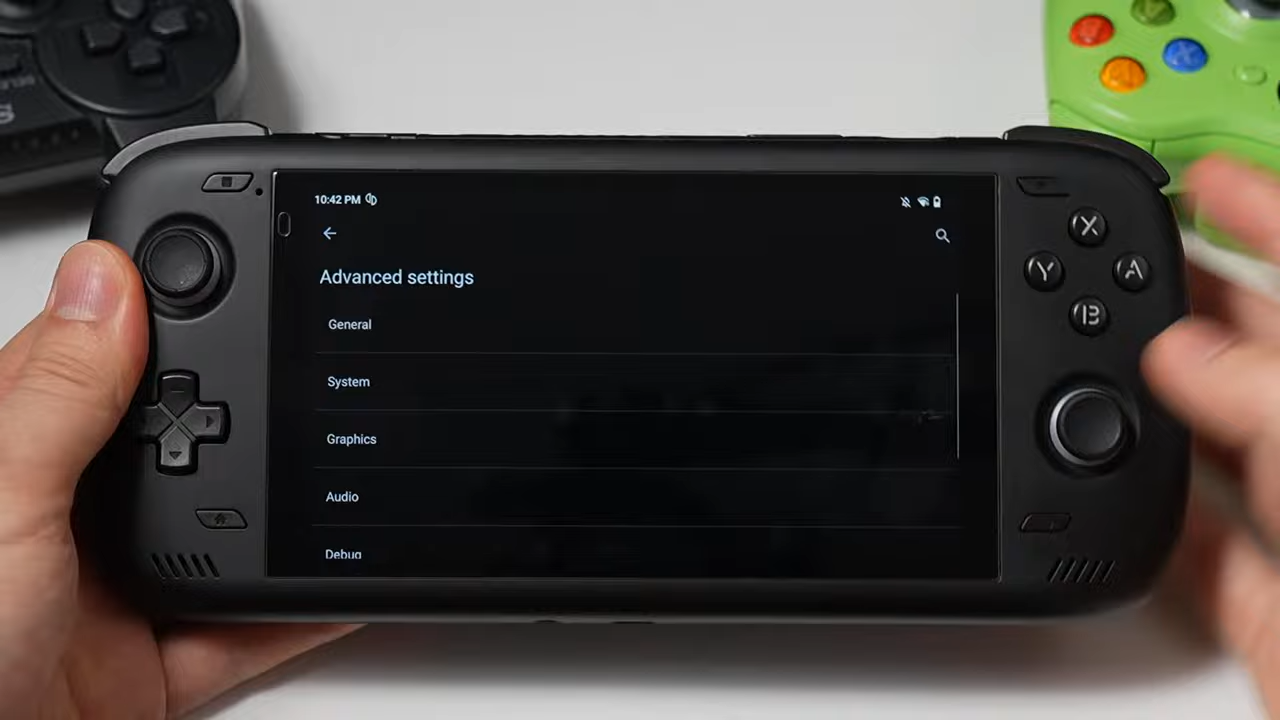 10:42 PM
Advanced settings
General
System
Graphics
Audio
Debug
X
Y
A
B
X